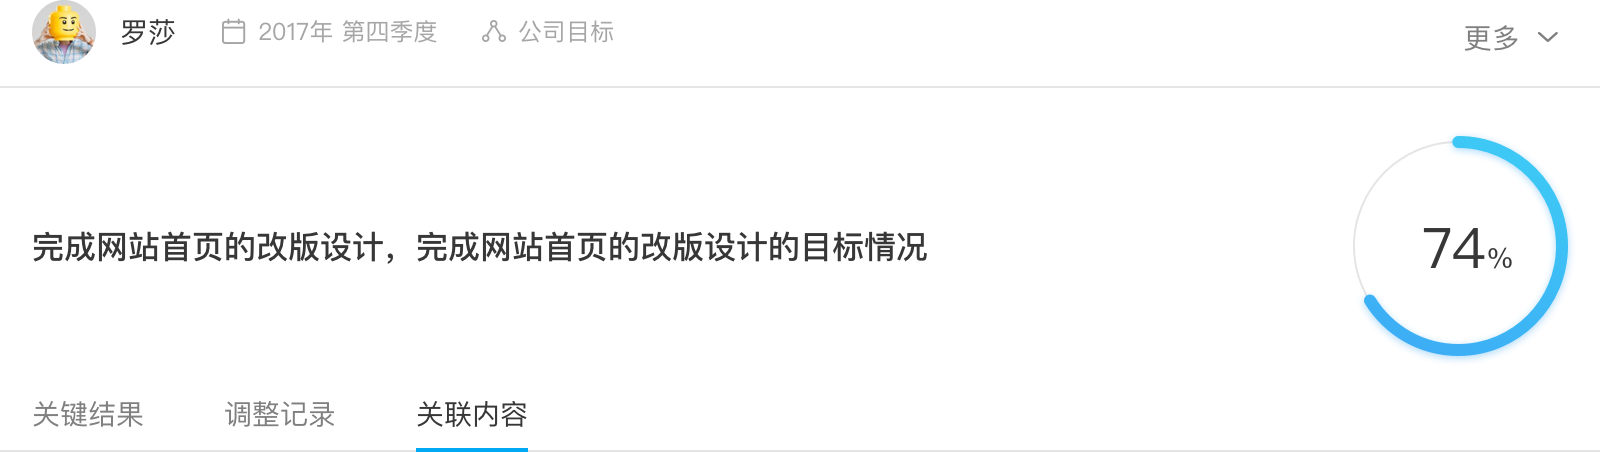 罗莎 2017年 第四季度 公司目标 更多
完成网站首页的改版设计，完成网站首页的改版设计的目标情况
74%
关键结果 调整记录 关联内容